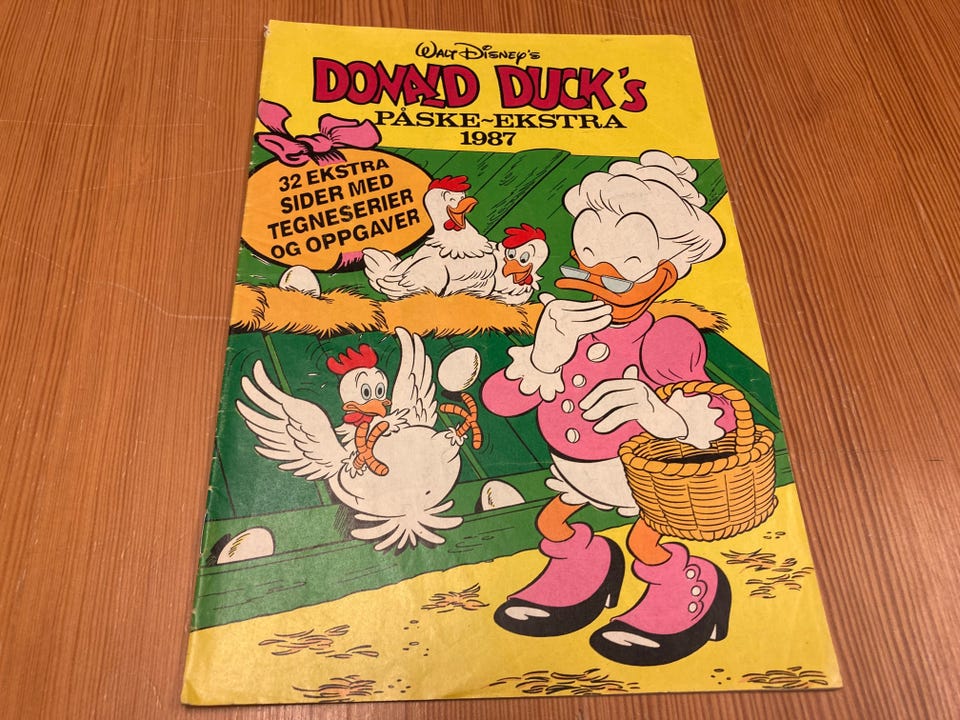 Walt Disney's
DONALD DUCK's
PÅSKE-EKSTRA
1987
32 EKSTRA
SIDER MED
TEGNESERIER
OG OPPGAVER